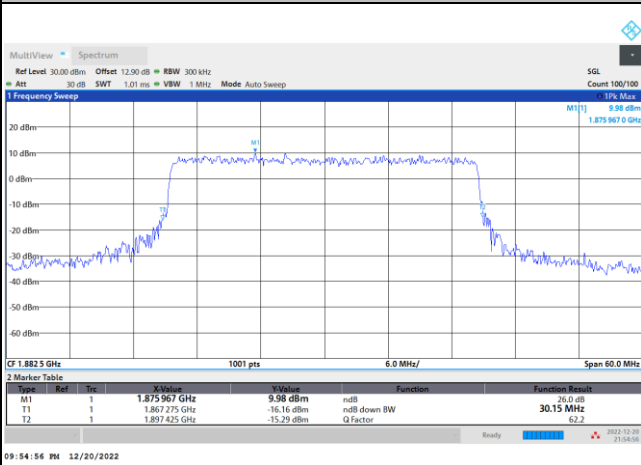 MultiView Spectrum
Ref Level 30.00 dBm Offset 12.90 dB RBW 300 kHz SGL
Att 30 dB SWT 1.01 ms VBW 1 MHz Mode Auto Sweep Count 100/100
1 Frequency Sweep 1Pk Max
M1[1] 9.98 dBm
1.875 967 0 GHz
20 dBm
M1
10 dBm
0 dBm
-10 dBm
T1
T2
-20 dBm
-30 dBm
-40 dBm
-50 dBm
-60 dBm
CF 1.882 5 GHz 1001 pts 6.0 MHz/ Span 60.0 MHz
2 Marker Table
Type Ref Trc X-Value Y-Value Function Function Result
M1 1 1.875 967 GHz 9.98 dBm ndB 26.0 dB
T1 1 1.867 275 GHz -16.16 dBm ndB down BW 30.15 MHz
T2 1 1.897 425 GHz -15.29 dBm Q Factor 62.2
Ready 2022-12-20
21:54:56
09:54:56 PM 12/20/2022